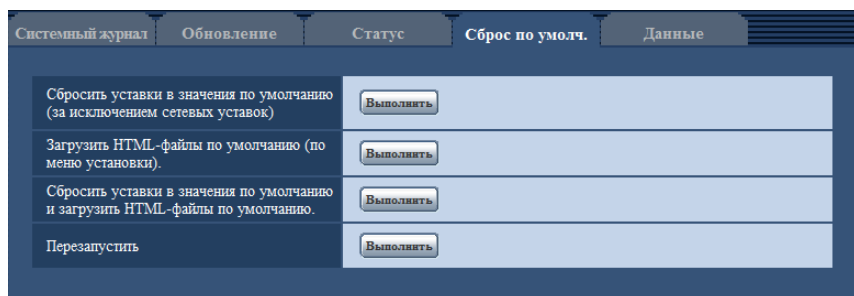 Системный журнал Обновление Статус Сброс по умолч. Данные
Сбросить уставки в значения по умолчанию
(за исключением сетевых уставок)
Выполнить
Загрузить HTML-файлы по умолчанию (по
меню установки).
Выполнить
Сбросить уставки в значения по умолчанию
и загрузить HTML-файлы по умолчанию.
Выполнить
Перезапустить
Выполнить